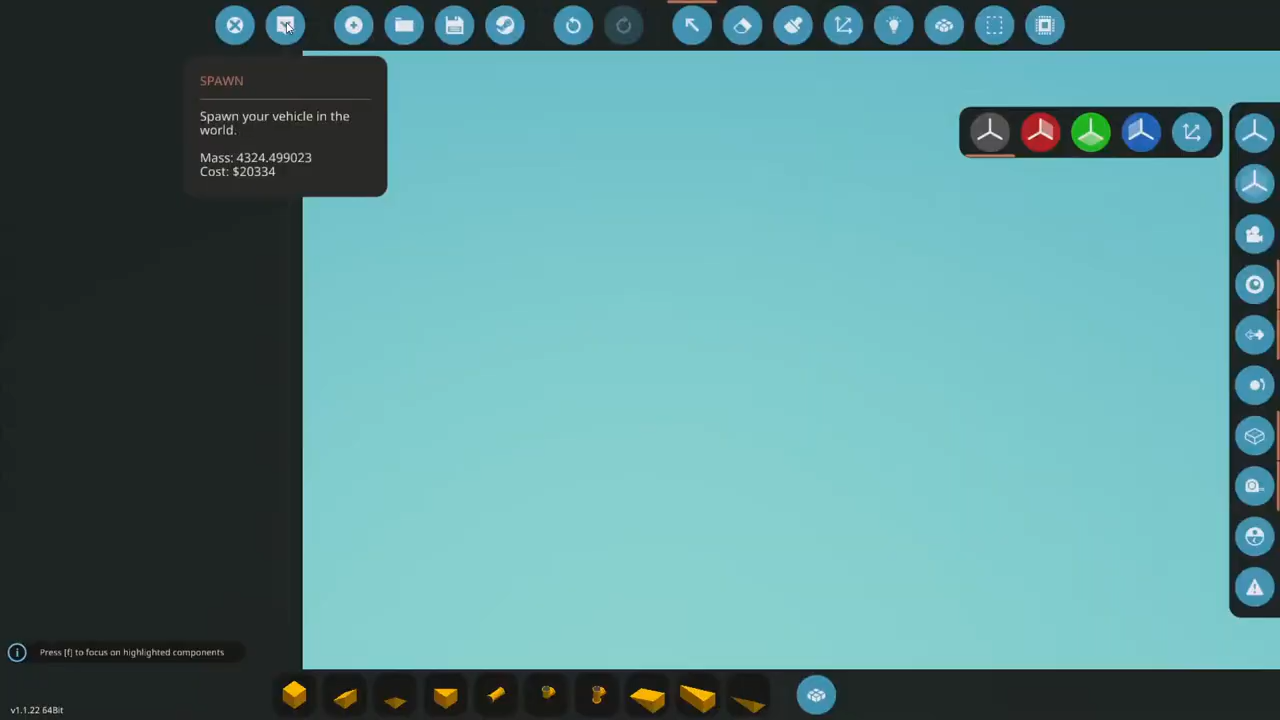 SPAWN
Spawn your vehicle in the
world.
Mass: 4324.499023
Cost: $20334
Press [f] to focus on highlighted components
v1.1.22 64Bit